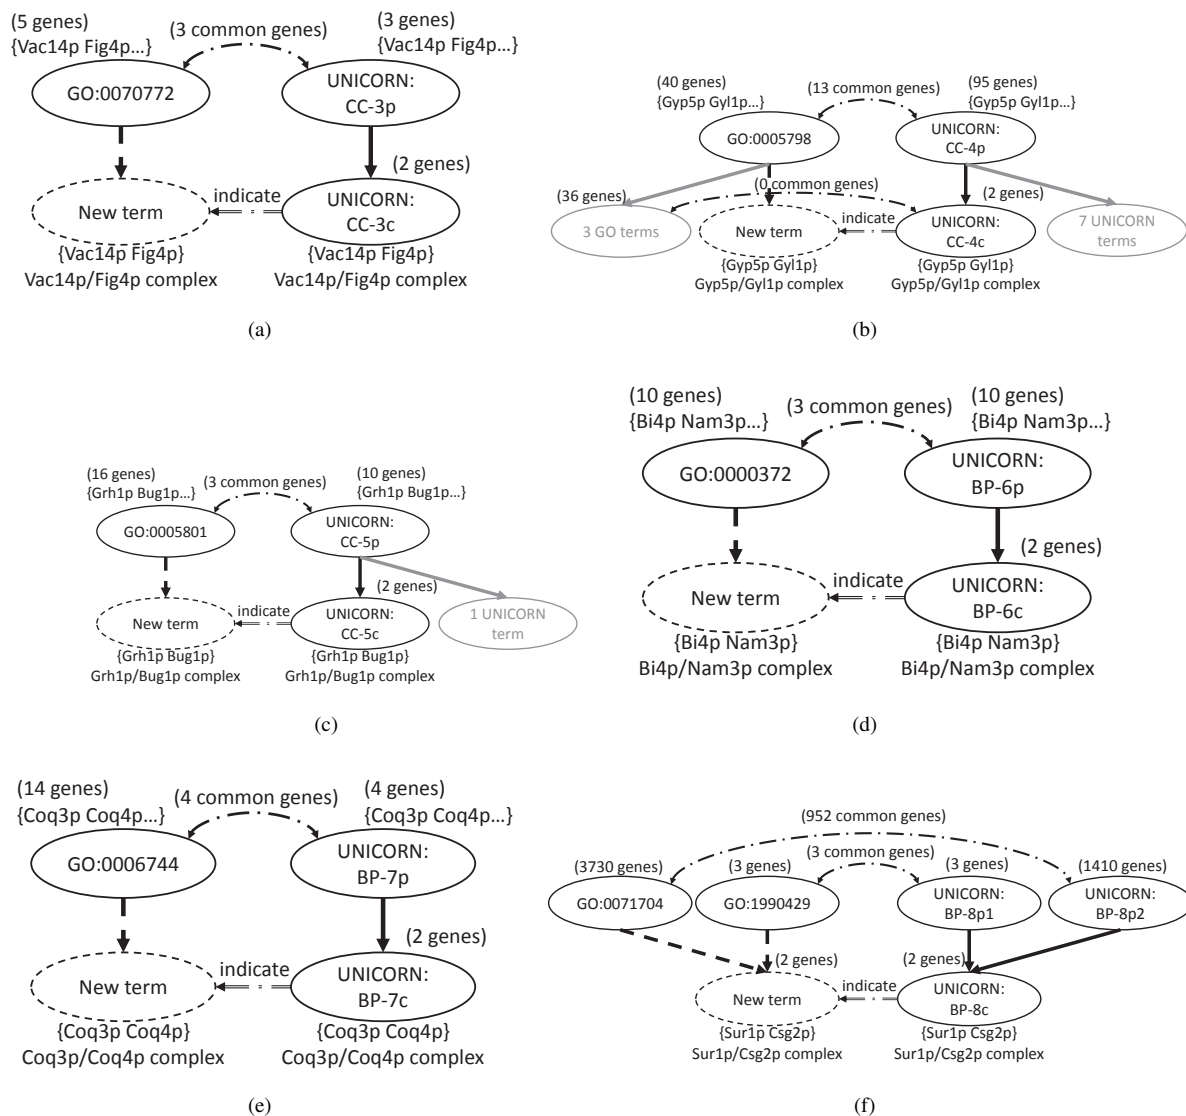 (5 genes)
{Vac14p Fig4p...}
(3 common genes)
(3 genes)
{Vac14p Fig4p...}
GO:0070772
UNICORN:
CC-3p
(2 genes)
New term
indicate
UNICORN:
CC-3c
{Vac14p Fig4p}
Vac14p/Fig4p complex
{Vac14p Fig4p}
Vac14p/Fig4p complex
(a)
(40 genes)
{Gyp5p Gyl1p...}
(13 common genes)
(95 genes)
{Gyp5p Gyl1p...}
GO:0005798
UNICORN:
CC-4p
(36 genes)
(0 common genes)
(2 genes)
3 GO terms
New term
indicate
UNICORN:
CC-4c
7 UNICORN
terms
{Gyp5p Gyl1p}
Gyp5p/Gyl1p complex
{Gyp5p Gyl1p}
Gyp5p/Gyl1p complex
(b)
(16 genes)
{Grh1p Bug1p...}
(3 common genes)
(10 genes)
{Grh1p Bug1p...}
GO:0005801
UNICORN:
CC-5p
(2 genes)
New term
indicate
UNICORN:
CC-5c
1 UNICORN
term
{Grh1p Bug1p}
Grh1p/Bug1p complex
{Grh1p Bug1p}
Grh1p/Bug1p complex
(c)
(10 genes)
{Bi4p Nam3p...}
(3 common genes)
(10 genes)
{Bi4p Nam3p...}
GO:0000372
UNICORN:
BP-6p
(2 genes)
New term
indicate
UNICORN:
BP-6c
{Bi4p Nam3p}
Bi4p/Nam3p complex
{Bi4p Nam3p}
Bi4p/Nam3p complex
(d)
(14 genes)
{Coq3p Coq4p...}
(4 common genes)
(4 genes)
{Coq3p Coq4p...}
GO:0006744
UNICORN:
BP-7p
(2 genes)
New term
indicate
UNICORN:
BP-7c
{Coq3p Coq4p}
Coq3p/Coq4p complex
{Coq3p Coq4p}
Coq3p/Coq4p complex
(e)
(952 common genes)
(3730 genes)
(3 genes)
(3 common genes)
(3 genes)
(1410 genes)
GO:0071704
GO:1990429
UNICORN:
BP-8p1
UNICORN:
BP-8p2
(2 genes)
(2 genes)
New term
indicate
UNICORN:
BP-8c
{Sur1p Csg2p}
Sur1p/Csg2p complex
{Sur1p Csg2p}
Sur1p/Csg2p complex
(f)